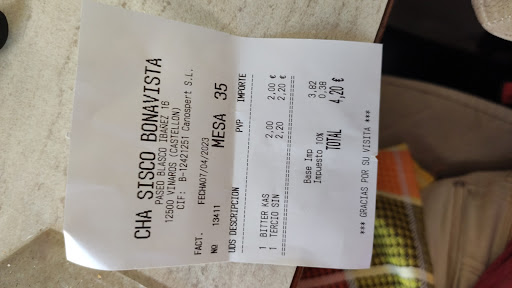 CHA SISCO BONAVISTA
PASEO BLASCO IBAÑEZ 16
12500 VINAROS (CASTELLON)
CIF: B-12427251 Canospert S.L.
FACT. FECHA07/04/2023
Nº 13411 MESA 35
UDS DESCRIPCION PVP IMPORTE
1 BITTER KAS 2,00 2,00 €
1 TERCIO SIN 2,20 2,20 €
Base Imp 3,82
Impuesto 10% 0,38
TOTAL 4,20 €
*** GRACIAS POR SU VISITA ***